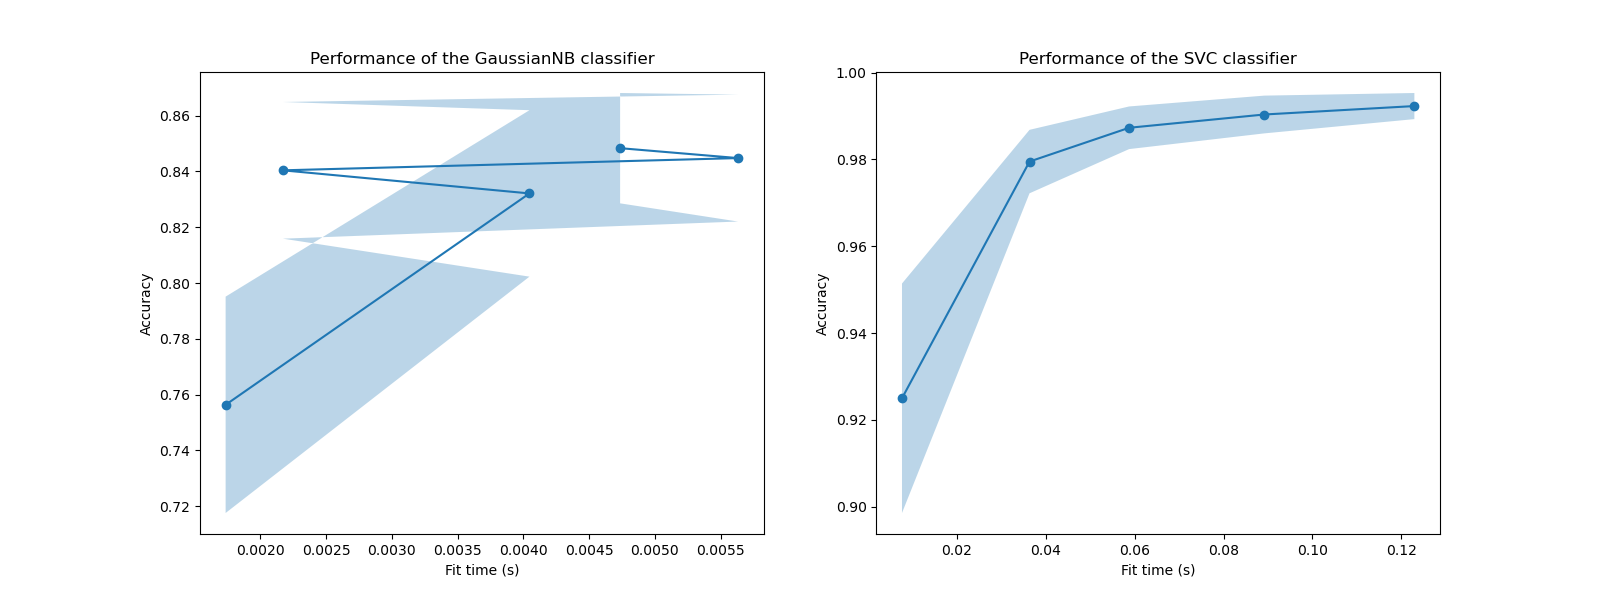 Performance of the GaussianNB classifier
Accuracy
0.86
0.84
0.82
0.80
0.78
0.76
0.74
0.72
0.0020 0.0025 0.0030 0.0035 0.0040 0.0045 0.0050 0.0055
Fit time (s)
Performance of the SVC classifier
Accuracy
1.00
0.98
0.96
0.94
0.92
0.90
0.02 0.04 0.06 0.08 0.10 0.12
Fit time (s)